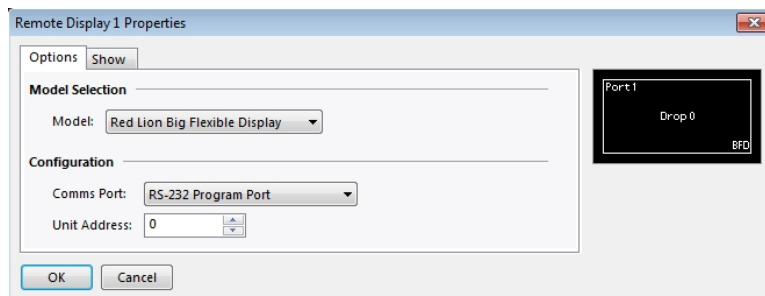 Remote Display 1 Properties
Options Show
Model Selection
Model: Red Lion Big Flexible Display
Configuration
Comms Port: RS-232 Program Port
Unit Address: 0
OK Cancel
Port 1
Drop 0
BFD